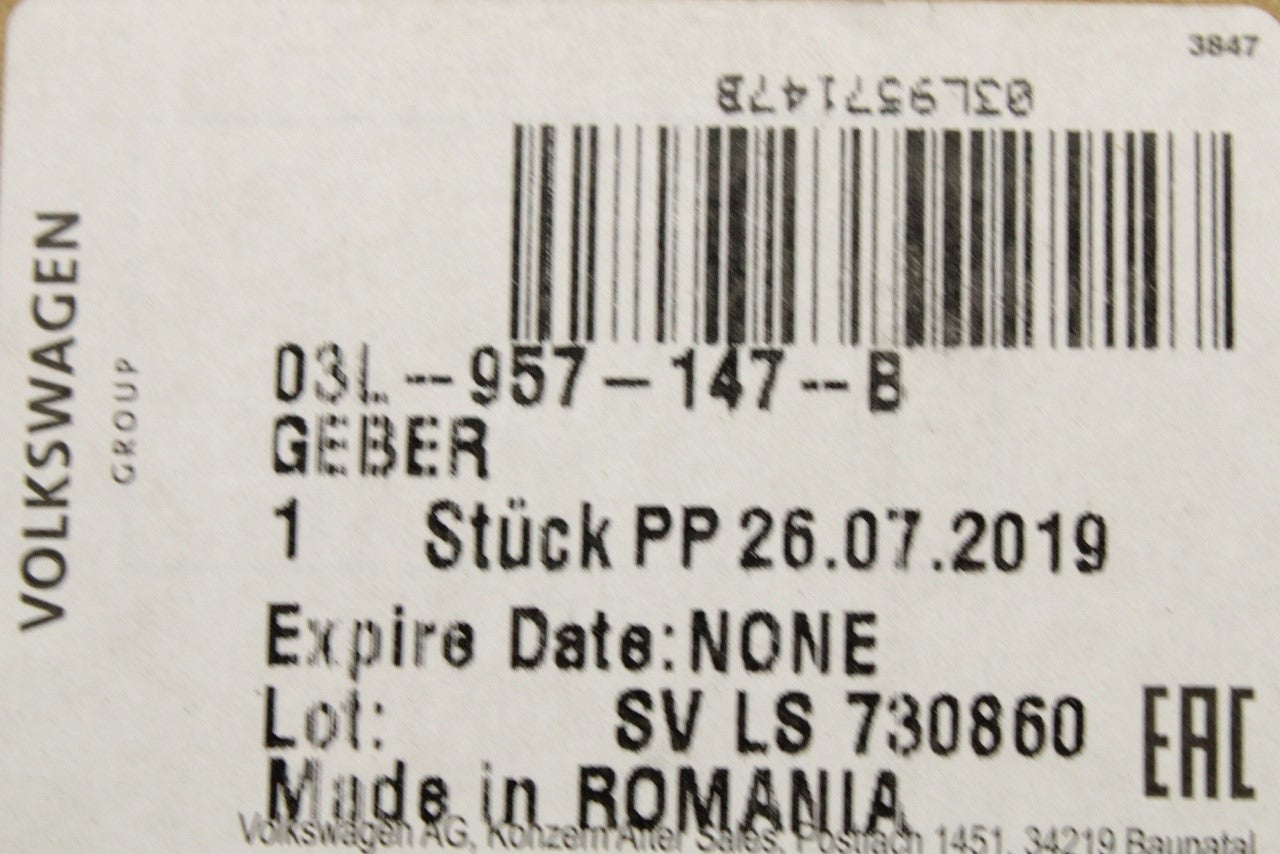 3847
03L957147B
VOLKSWAGEN
GROUP
03L-957-147-B
GEBER
1 Stück PP 26.07.2019
Expire Date:NONE
Lot: SV LS 730860
EAC
Made in ROMANIA
Volkswagen AG, Konzern After Sales, Postfach 1451, 34219 Baunatal